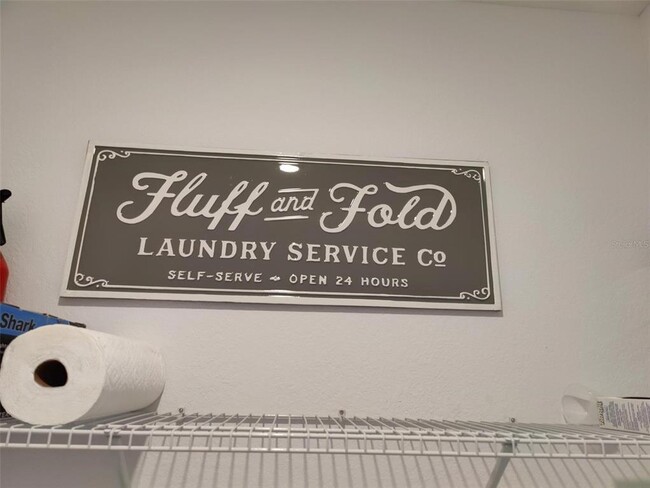 Fluff and Fold
LAUNDRY SERVICE Co
SELF-SERVE OPEN 24 HOURS
Shark